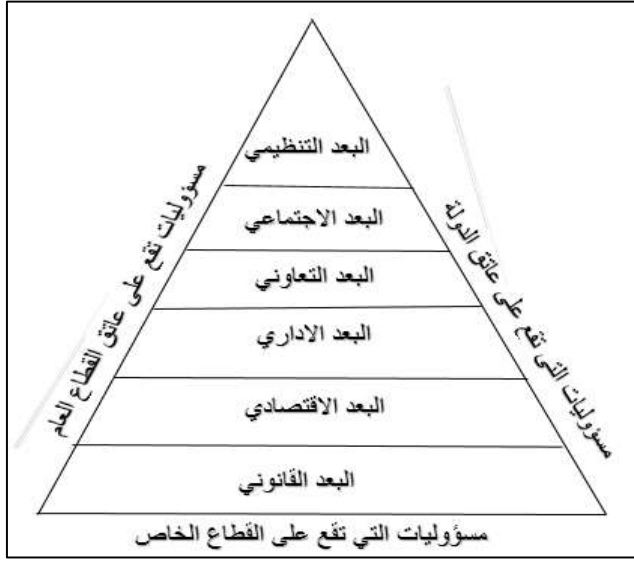 البعد التنظيمي
البعد الاجتماعي
البعد التعاوني
البعد الاداري
البعد الاقتصادي
البعد القانوني
مسؤوليات تقع على عاتق القطاع العام
مسؤوليات التي تقع على عاتق الدولة
مسؤوليات التي تقع على القطاع الخاص